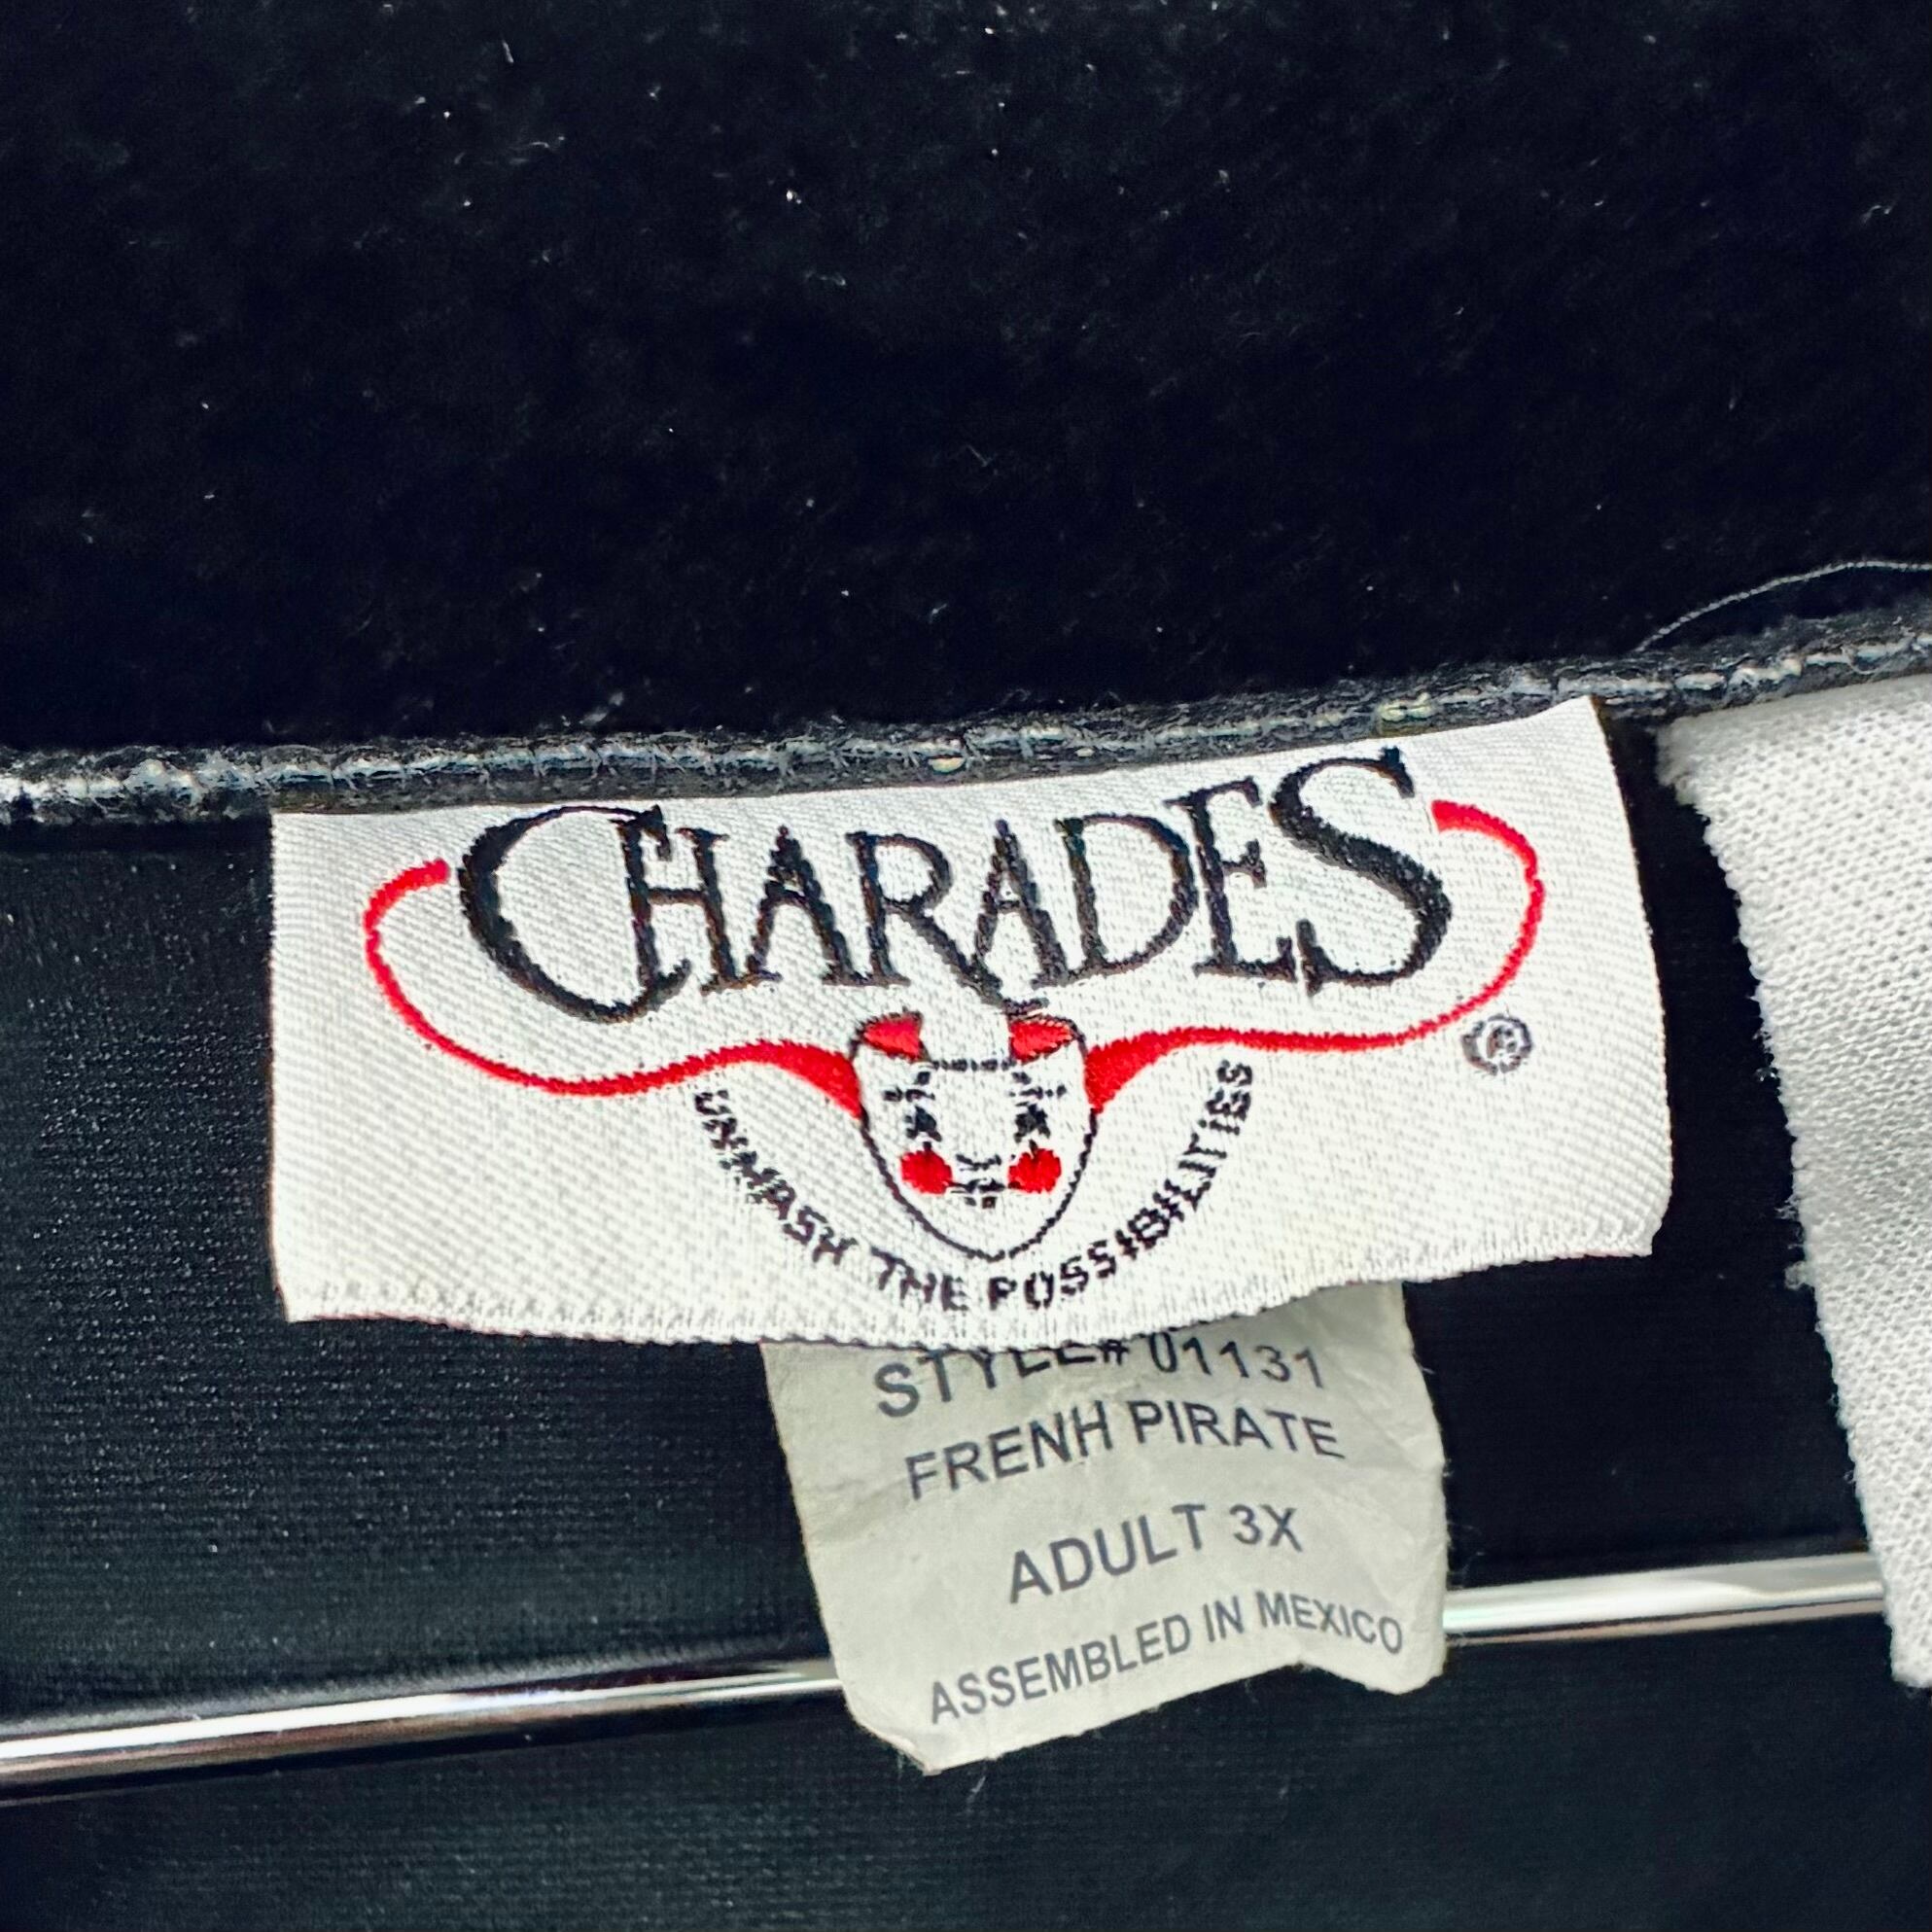 CHARADES
®
UNMASK THE POSSIBILITIES
STYLE# 01131
FRENH PIRATE
ADULT 3X
ASSEMBLED IN MEXICO